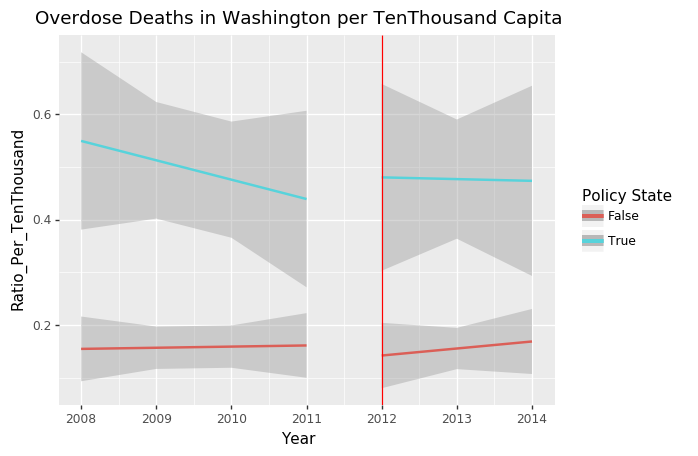 Overdose Deaths in Washington per TenThousand Capita
Ratio_Per_TenThousand
0.6
0.4
0.2
2008 2009 2010 2011 2012 2013 2014
Year
Policy State
False
True